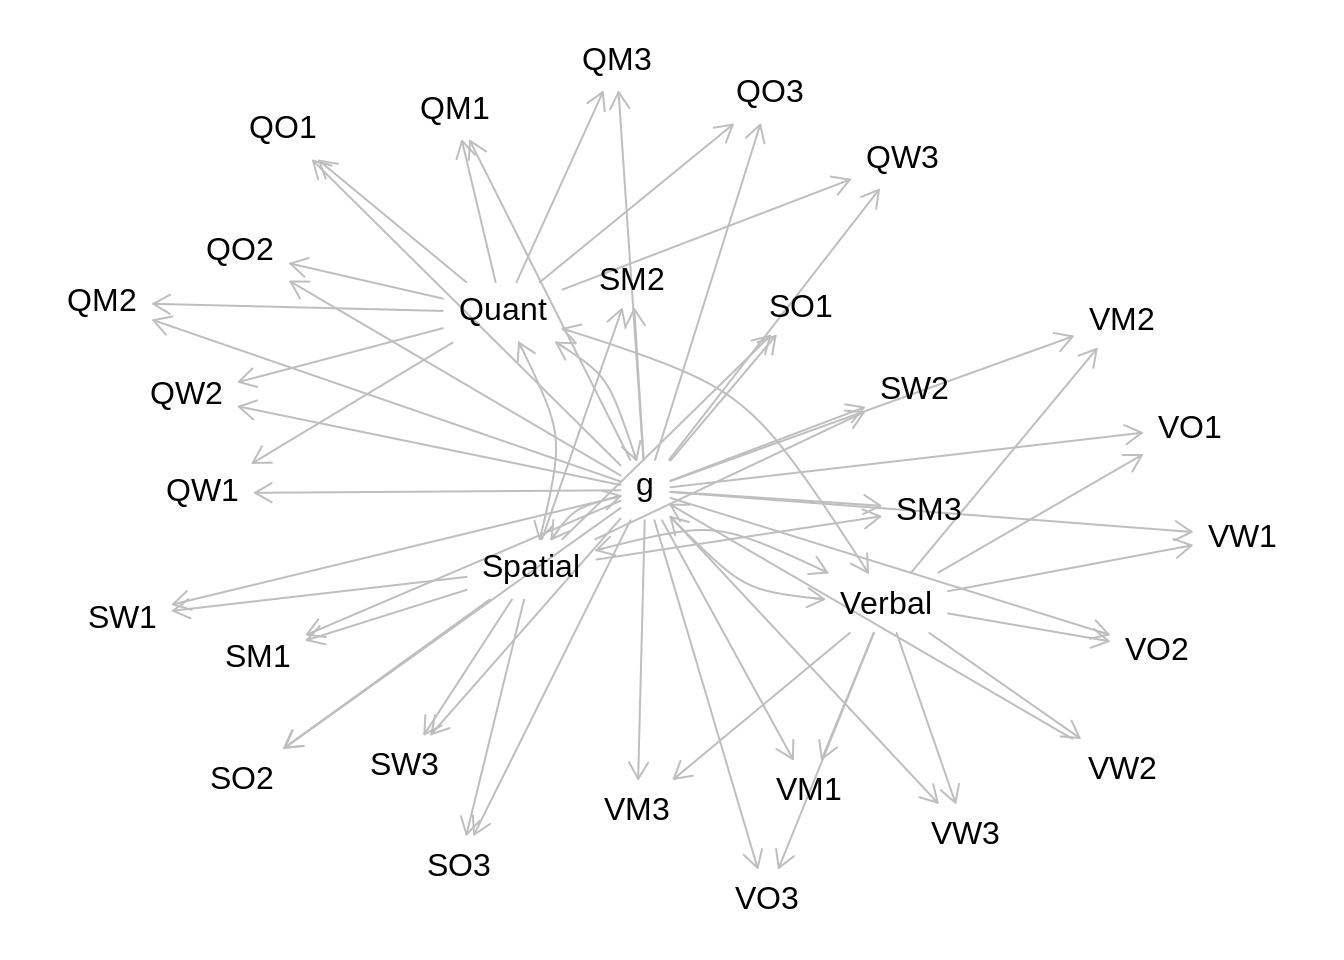 QM3
QO3
QM1
QO1
QW3
QO2
SM2
QM2
SO1
Quant
VM2
SW2
QW2
VO1
g
QW1
SM3
VW1
Spatial
Verbal
SW1
VO2
SM1
SW3
VW2
SO2
VM1
VM3
VW3
SO3
VO3